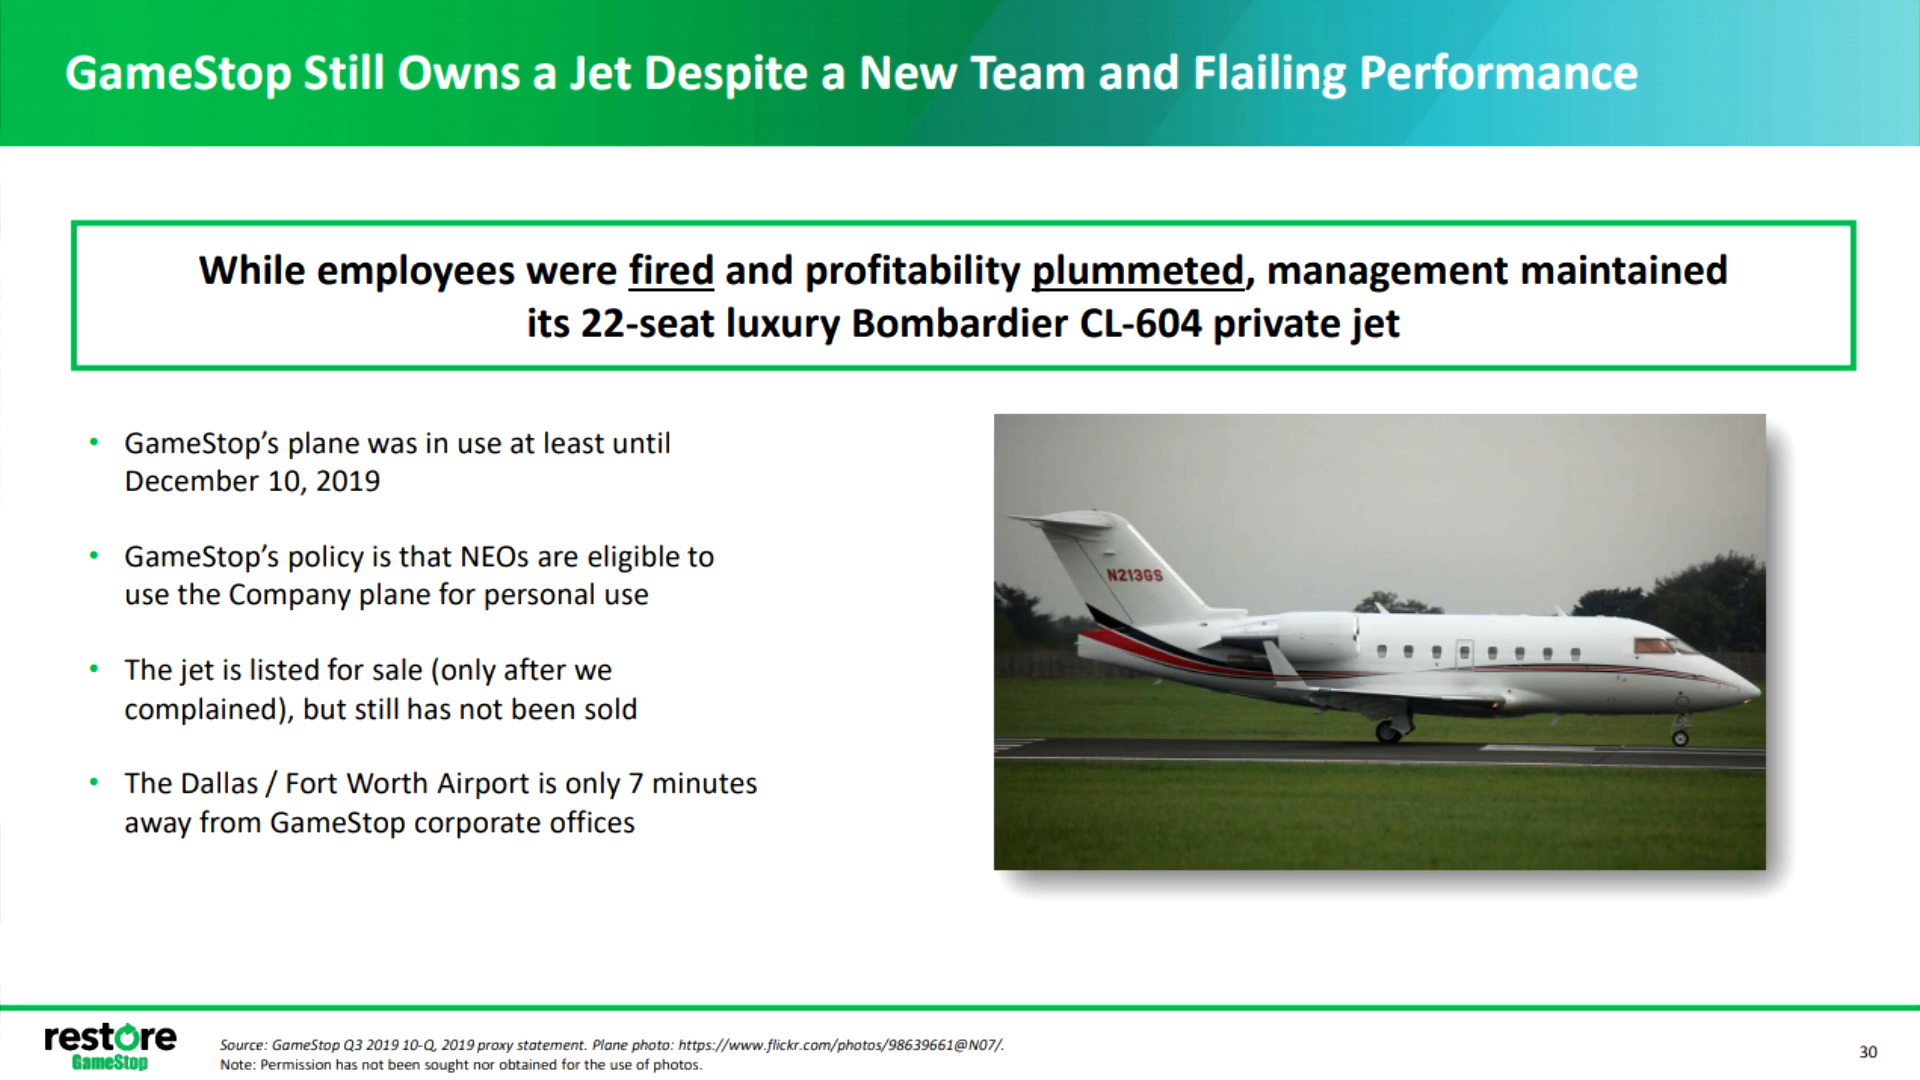 GameStop Still Owns a Jet Despite a New Team and Flailing Performance
While employees were fired and profitability plummeted, management maintained
its 22-seat luxury Bombardier CL-604 private jet
• GameStop’s plane was in use at least until
December 10, 2019
• GameStop’s policy is that NEOs are eligible to
use the Company plane for personal use
• The jet is listed for sale (only after we
complained), but still has not been sold
• The Dallas / Fort Worth Airport is only 7 minutes
away from GameStop corporate offices
N213GS
restore
GameStop
Source: GameStop Q3 2019 10-Q, 2019 proxy statement. Plane photo: https://www.flickr.com/photos/98639661@N07/.
Note: Permission has not been sought nor obtained for the use of photos.
30